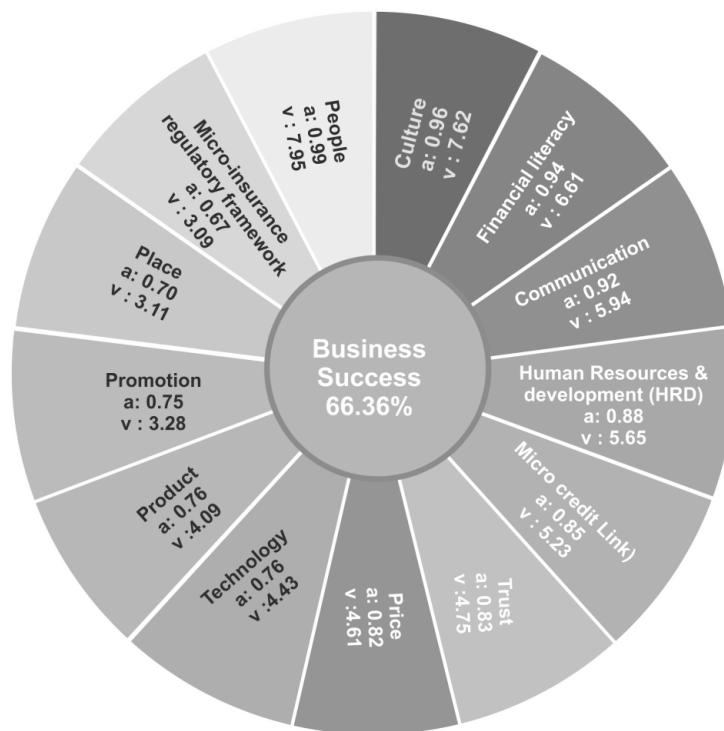 Business
Success
66.36%
Culture
a: 0.96
v : 7.62
Financial literacy
a: 0.94
v : 6.61
Communication
a: 0.92
v : 5.94
Human Resources &
development (HRD)
a: 0.88
v : 5.65
Micro credit Link)
a: 0.85
v : 5.23
Trust
a: 0.83
v :4.75
Price
a: 0.82
v :4.61
Technology
a: 0.76
v :4.43
Product
a: 0.76
v :4.09
Promotion
a: 0.75
v : 3.28
Place
a: 0.70
v : 3.11
Micro-insurance
regulatory framework
a: 0.67
v : 3.09
People
a: 0.99
v : 7.95